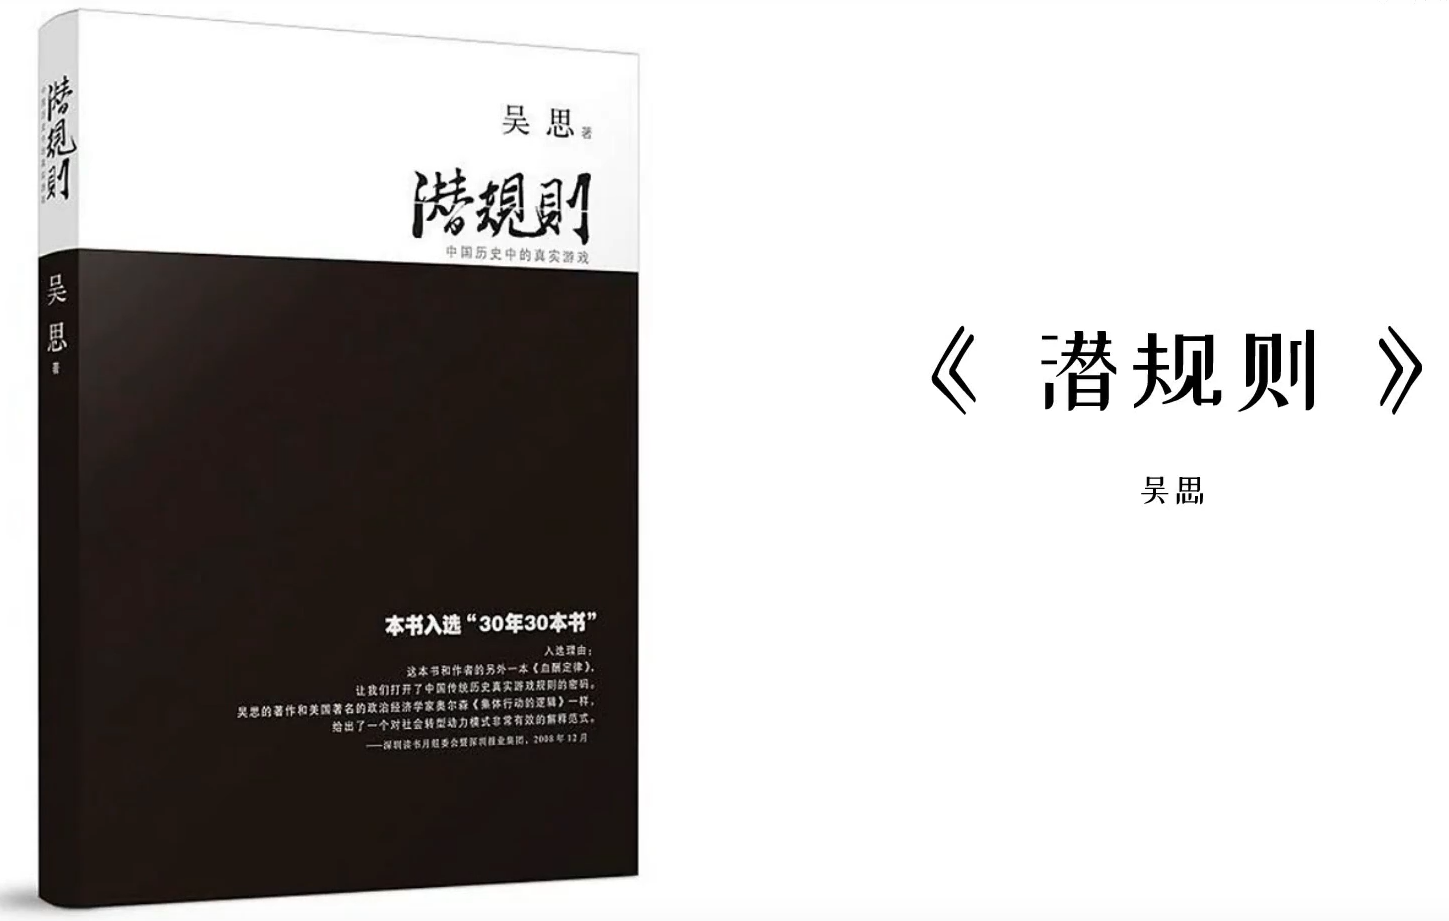 潜规则
中国历史中的真实游戏
吴思 著
吴 思 著
潜规则
中国历史中的真实游戏
本书入选“30年30本书”
入选理由：
这本书和作者的另外一本《血酬定律》，
让我们打开了中国传统历史真实游戏规则的密码。
吴思的著作和美国著名的政治经济学家奥尔森《集体行动的逻辑》一样，
给出了一个对社会转型动力模式非常有效的解释范式。
——深圳读书月组委会暨深圳报业集团，2008年12月
《 潜规则 》
吴思